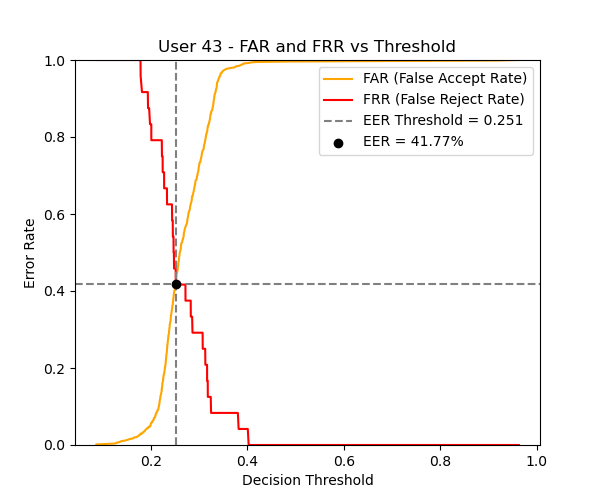 User 43 - FAR and FRR vs Threshold
1.0
0.8
0.6
0.4
0.2
0.0
Error Rate
FAR (False Accept Rate)
FRR (False Reject Rate)
EER Threshold = 0.251
EER = 41.77%
0.2 0.4 0.6 0.8 1.0
Decision Threshold